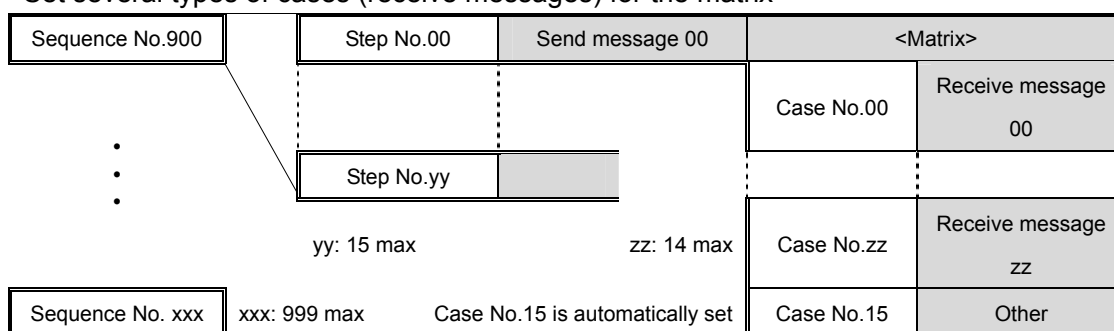 Set several types of cases (receive messages) for the matrix
Sequence No.900
Step No.00
Send message 00
<Matrix>
Case No.00
Receive message
00
Step No.yy
yy: 15 max
zz: 14 max
Case No.zz
Receive message
zz
Sequence No. xxx
xxx: 999 max
Case No.15 is automatically set
Case No.15
Other